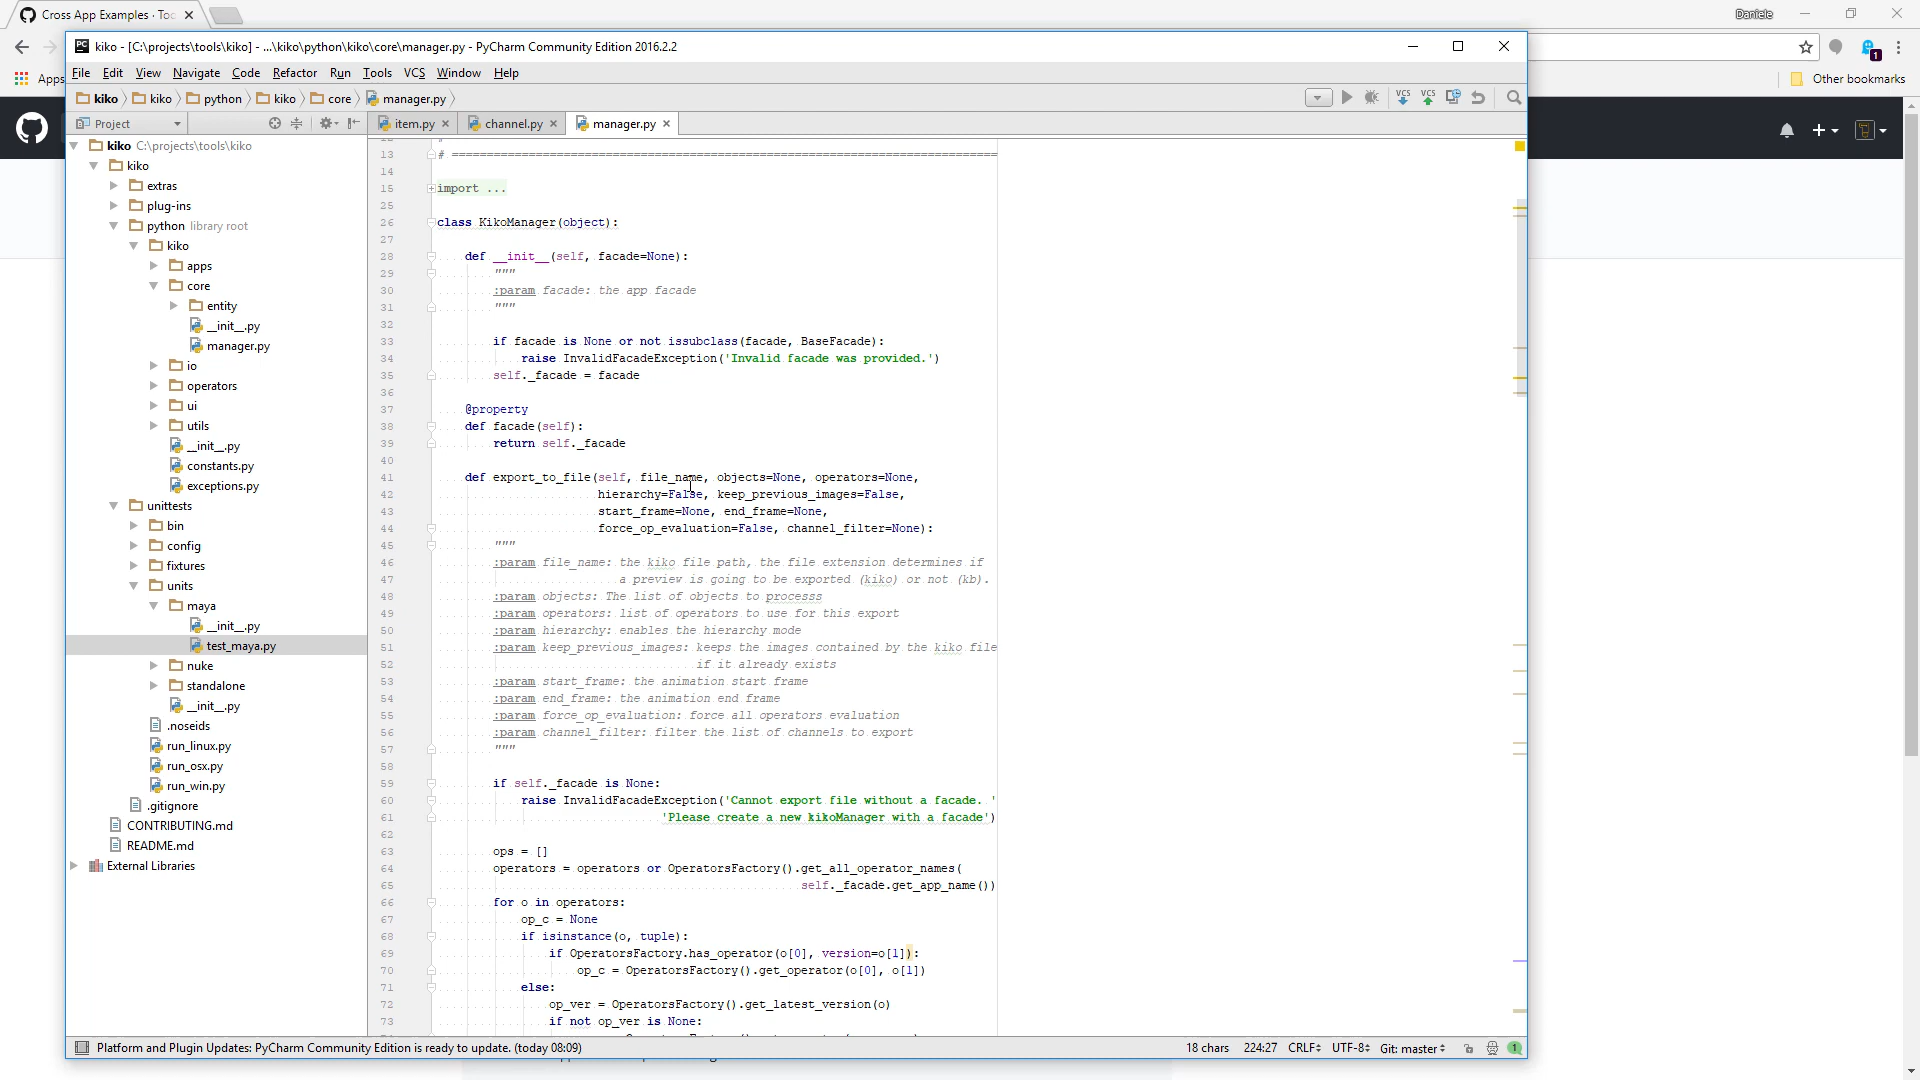 Cross App Examples · To
Daniele
kiko - [C:\projects\tools\kiko] - ...\kiko\python\kiko\core\manager.py - PyCharm Community Edition 2016.2.2
File Edit View Navigate Code Refactor Run Tools VCS Window Help
Apps
Other bookmarks
kiko kiko python kiko core manager.py
VCS VCS
1
Project
item.py channel.py manager.py
kiko C:\projects\tools\kiko
kiko
extras
plug-ins
python library root
kiko
apps
core
entity
__init__.py
manager.py
io
operators
ui
utils
__init__.py
constants.py
exceptions.py
unittests
bin
config
fixtures
units
maya
__init__.py
test_maya.py
nuke
standalone
__init__.py
.noseids
run_linux.py
run_osx.py
run_win.py
.gitignore
CONTRIBUTING.md
README.md
External Libraries
13 # ==============================================================================
14
15 import ...
25
26 class KikoManager(object):
27
28 def __init__(self, facade=None):
29 """
30 :param facade: the app facade
31 """
32
33 if facade is None or not issubclass(facade, BaseFacade):
34 raise InvalidFacadeException('Invalid facade was provided.')
35 self._facade = facade
36
37 @property
38 def facade(self):
39 return self._facade
40
41 def export_to_file(self, file_name, objects=None, operators=None,
42 hierarchy=False, keep_previous_images=False,
43 start_frame=None, end_frame=None,
44 force_op_evaluation=False, channel_filter=None):
45 """
46 :param file_name: the kiko file path, the file extension determines if
47 a preview is going to be exported (kiko) or not (kb).
48 :param objects: The list of objects to processs
49 :param operators: list of operators to use for this export
50 :param hierarchy: enables the hierarchy mode
51 :param keep_previous_images: keeps the images contained by the kiko file
52 if it already exists
53 :param start_frame: the animation start frame
54 :param end_frame: the animation end frame
55 :param force_op_evaluation: force all operators evaluation
56 :param channel_filter: filter the list of channels to export
57 """
58
59 if self._facade is None:
60 raise InvalidFacadeException('Cannot export file without a facade. '
61 'Please create a new kikoManager with a facade')
62
63 ops = []
64 operators = operators or OperatorsFactory().get_all_operator_names(
65 self._facade.get_app_name())
66 for o in operators:
67 op_c = None
68 if isinstance(o, tuple):
69 if OperatorsFactory.has_operator(o[0], version=o[1]):
70 op_c = OperatorsFactory().get_operator(o[0], o[1])
71 else:
72 op_ver = OperatorsFactory().get_latest_version(o)
73 if not op_ver is None:
Platform and Plugin Updates: PyCharm Community Edition is ready to update. (today 08:09)
18 chars 224:27 CRLF UTF-8 Git: master 1